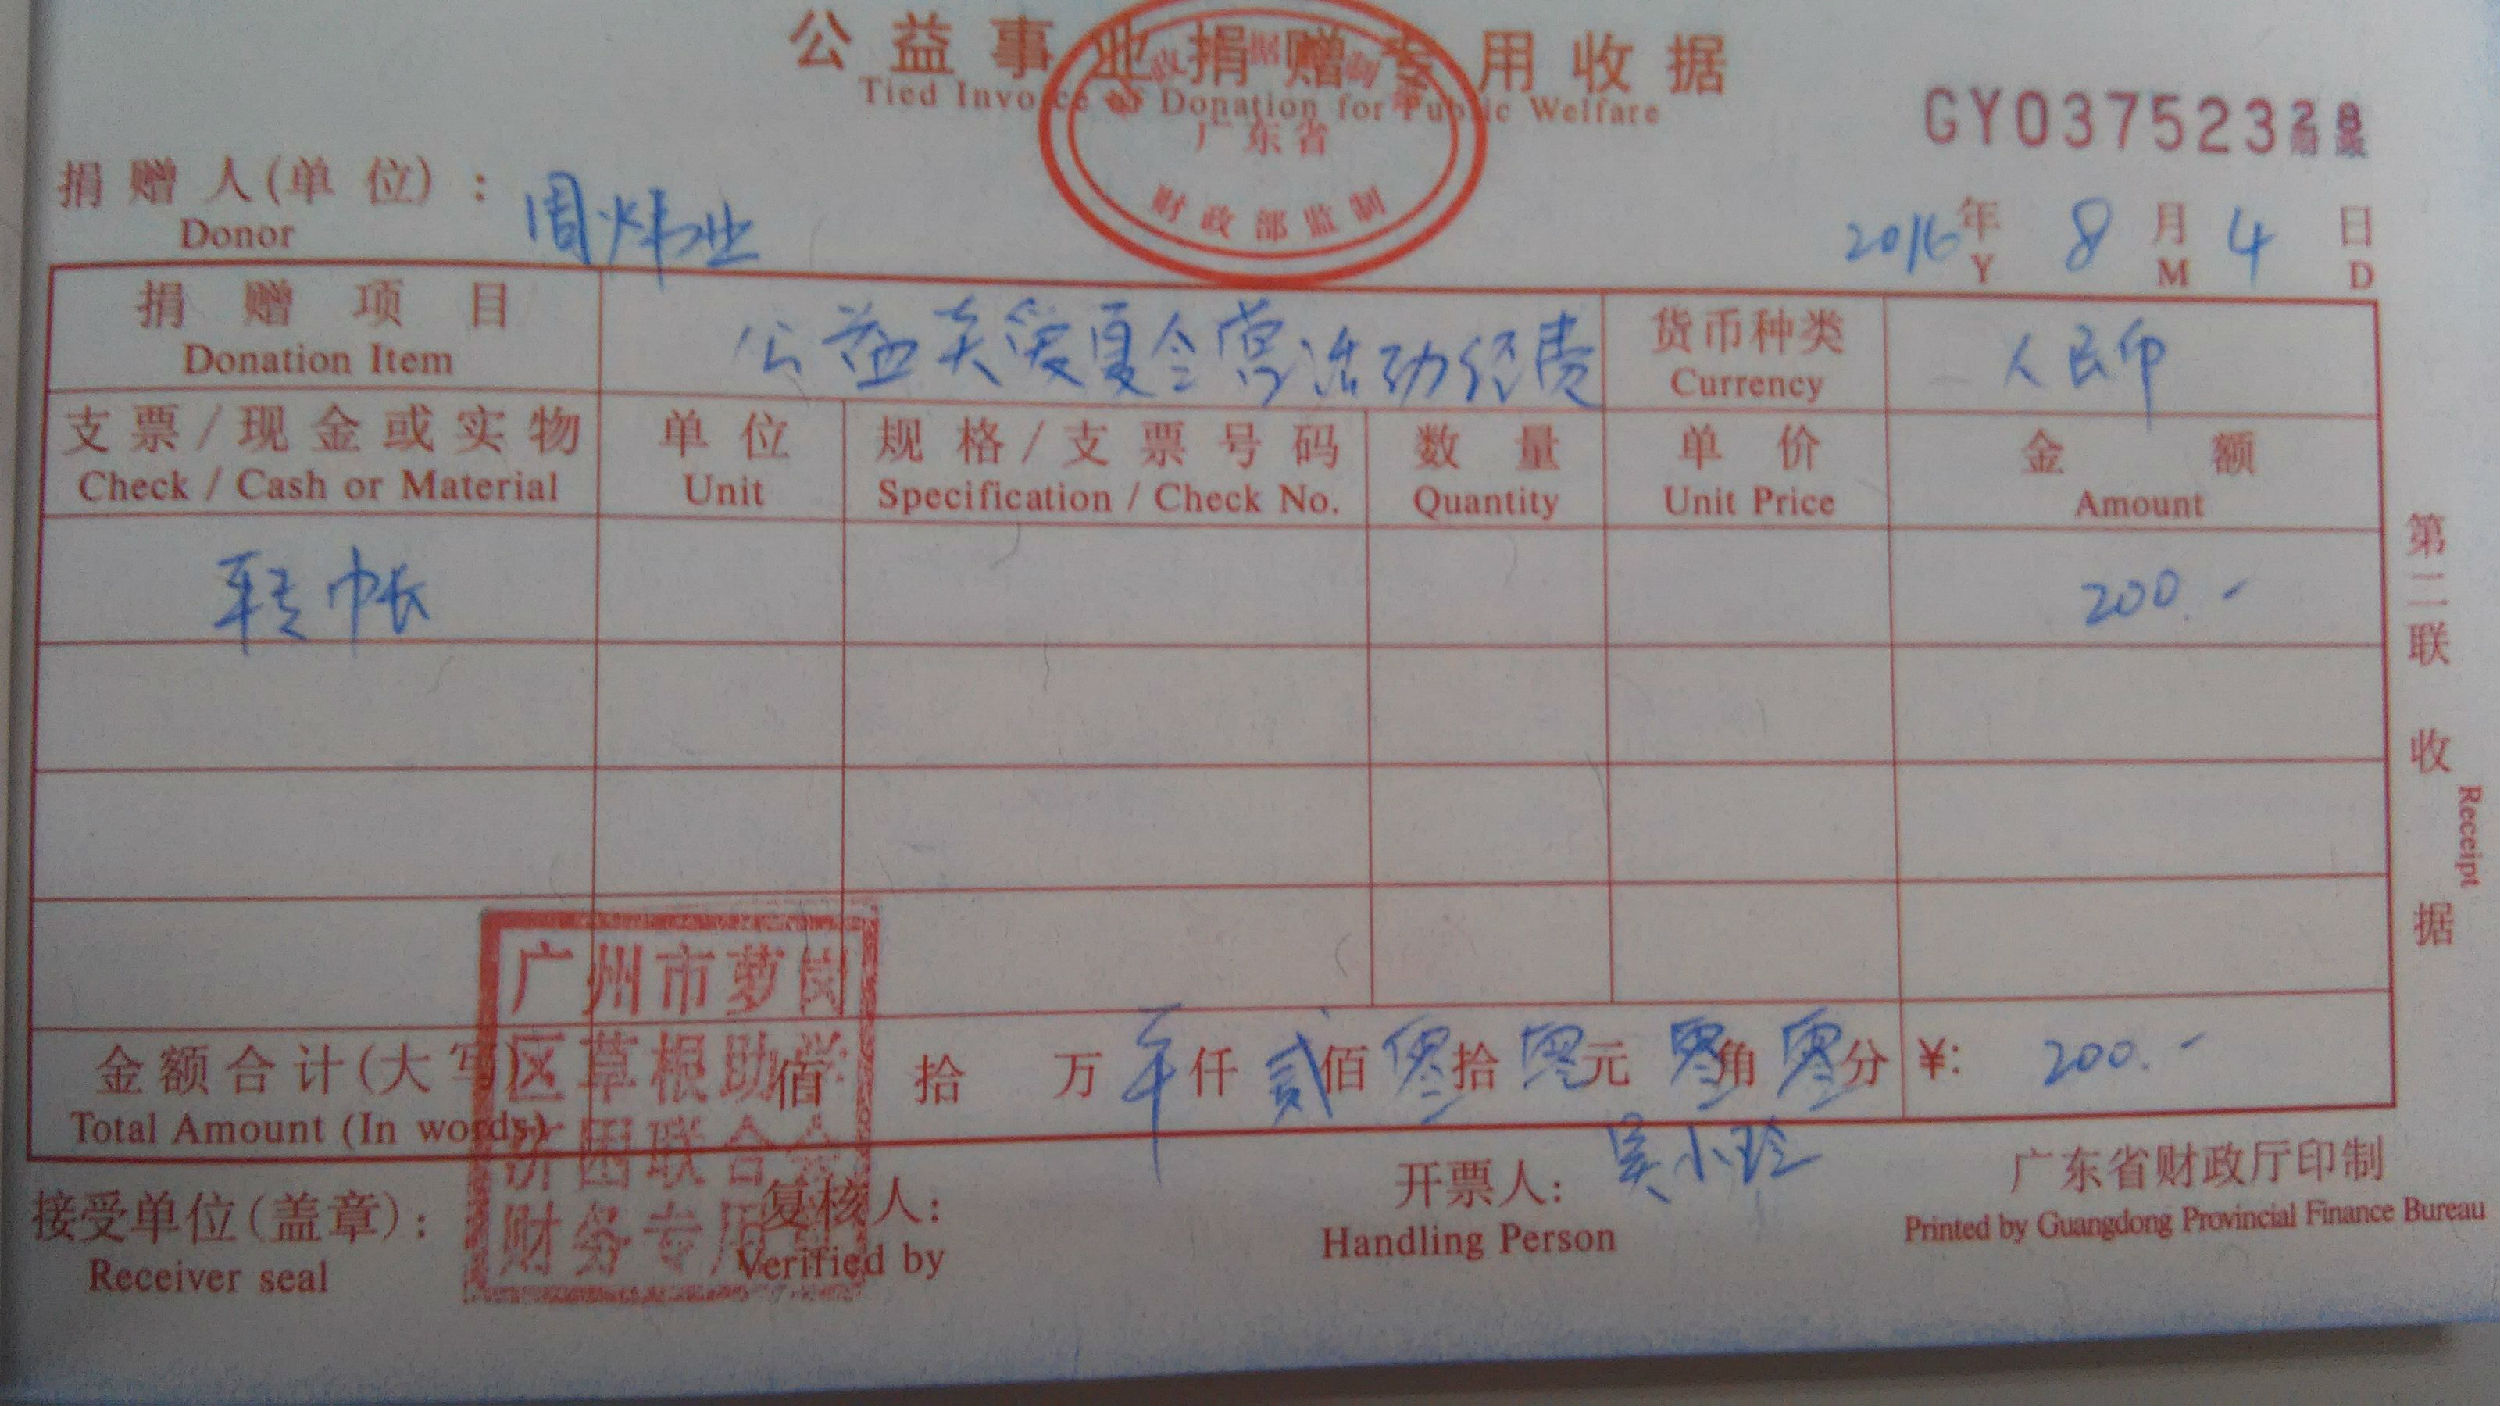 公益事业捐赠专用收据
Tied Invoice of Donation for Public Welfare
广东省
财政部监制
GY03752328
捐赠人(单位)： 周炜业
Donor
2016 年 8 月 4 日
Y M D
捐赠项目 公益关爱夏令营活动经费 货币种类 人民币
Donation Item Currency
支票/现金或实物 单位 规格/支票号码 数量 单价 金额
Check / Cash or Material Unit Specification / Check No. Quantity Unit Price Amount
转帐 200.-
金额合计(大写) 佰 拾 万 仟 贰佰 零拾 零元 零角 零分 ¥: 200.-
Total Amount (In words)
接受单位(盖章)： 复核人: 开票人: 吴小玲 广东省财政厅印制
Receiver seal Verified by Handling Person Printed by Guangdong Provincial Finance Bureau
广州市萝岗
区草根助学
济困联合会
财务专用章
第二联 收据
Receipt